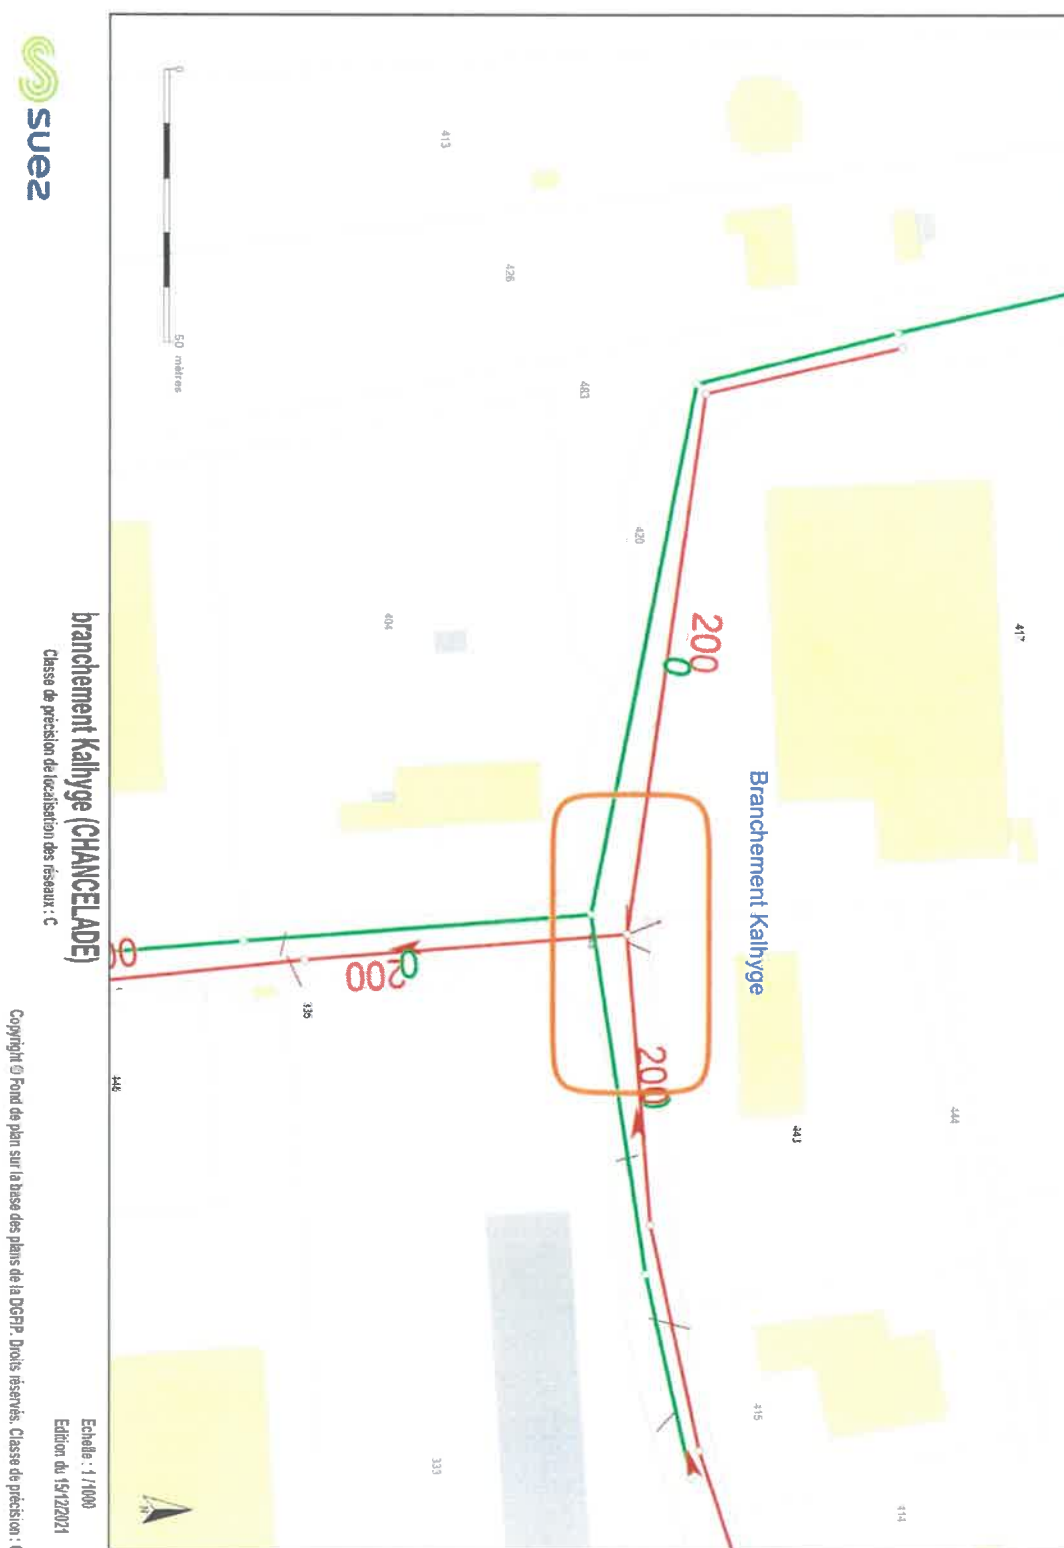 suez
0
50 mètres
413
426
483
420
404
417
200
0
Branchement Kalhyge
200
0
200
336
446
443
444
415
414
333
branchement Kalhyge (CHANCELADE)
Classe de précision de localisation des réseaux : C
Echelle : 1 / 1000
Edition du 15/12/2021
N
Copyright © Fond de plan sur la base des plans de la DGFIP. Droits réservés. Classe de précision :